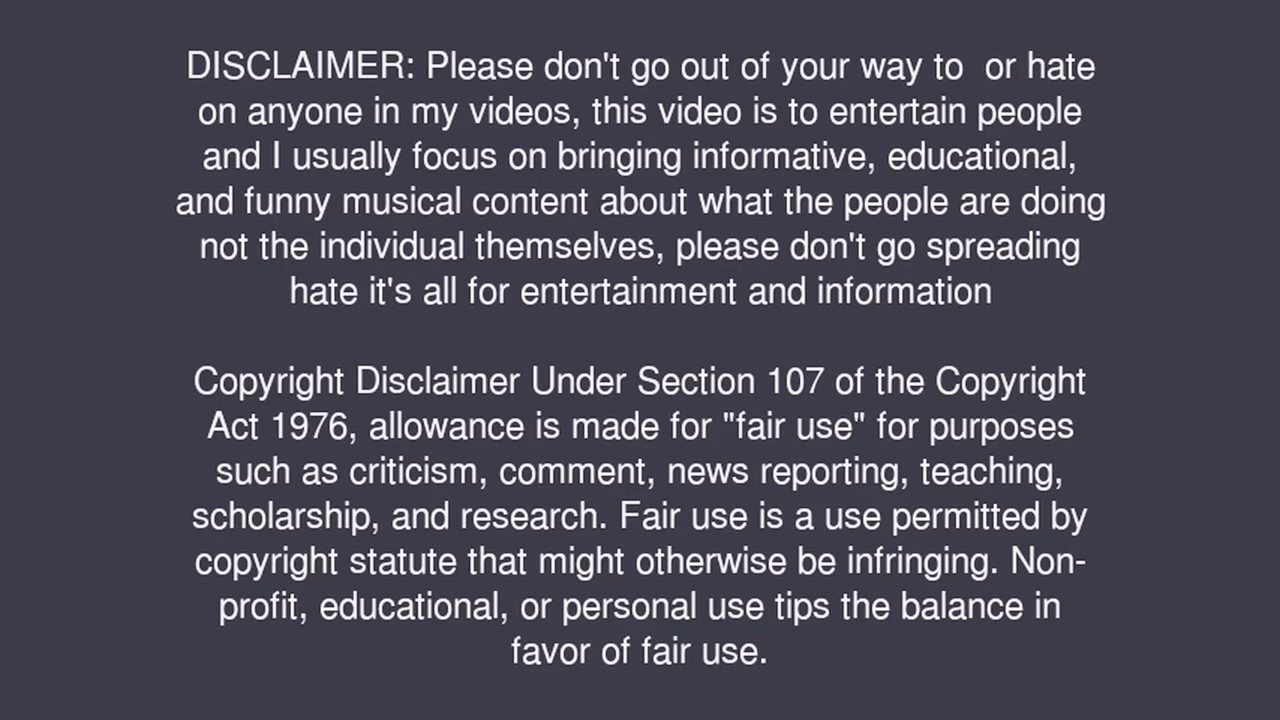 DISCLAIMER: Please don't go out of your way to  or hate
on anyone in my videos, this video is to entertain people
and I usually focus on bringing informative, educational,
and funny musical content about what the people are doing
not the individual themselves, please don't go spreading
hate it's all for entertainment and information
Copyright Disclaimer Under Section 107 of the Copyright
Act 1976, allowance is made for "fair use" for purposes
such as criticism, comment, news reporting, teaching,
scholarship, and research. Fair use is a use permitted by
copyright statute that might otherwise be infringing. Non-
profit, educational, or personal use tips the balance in
favor of fair use.